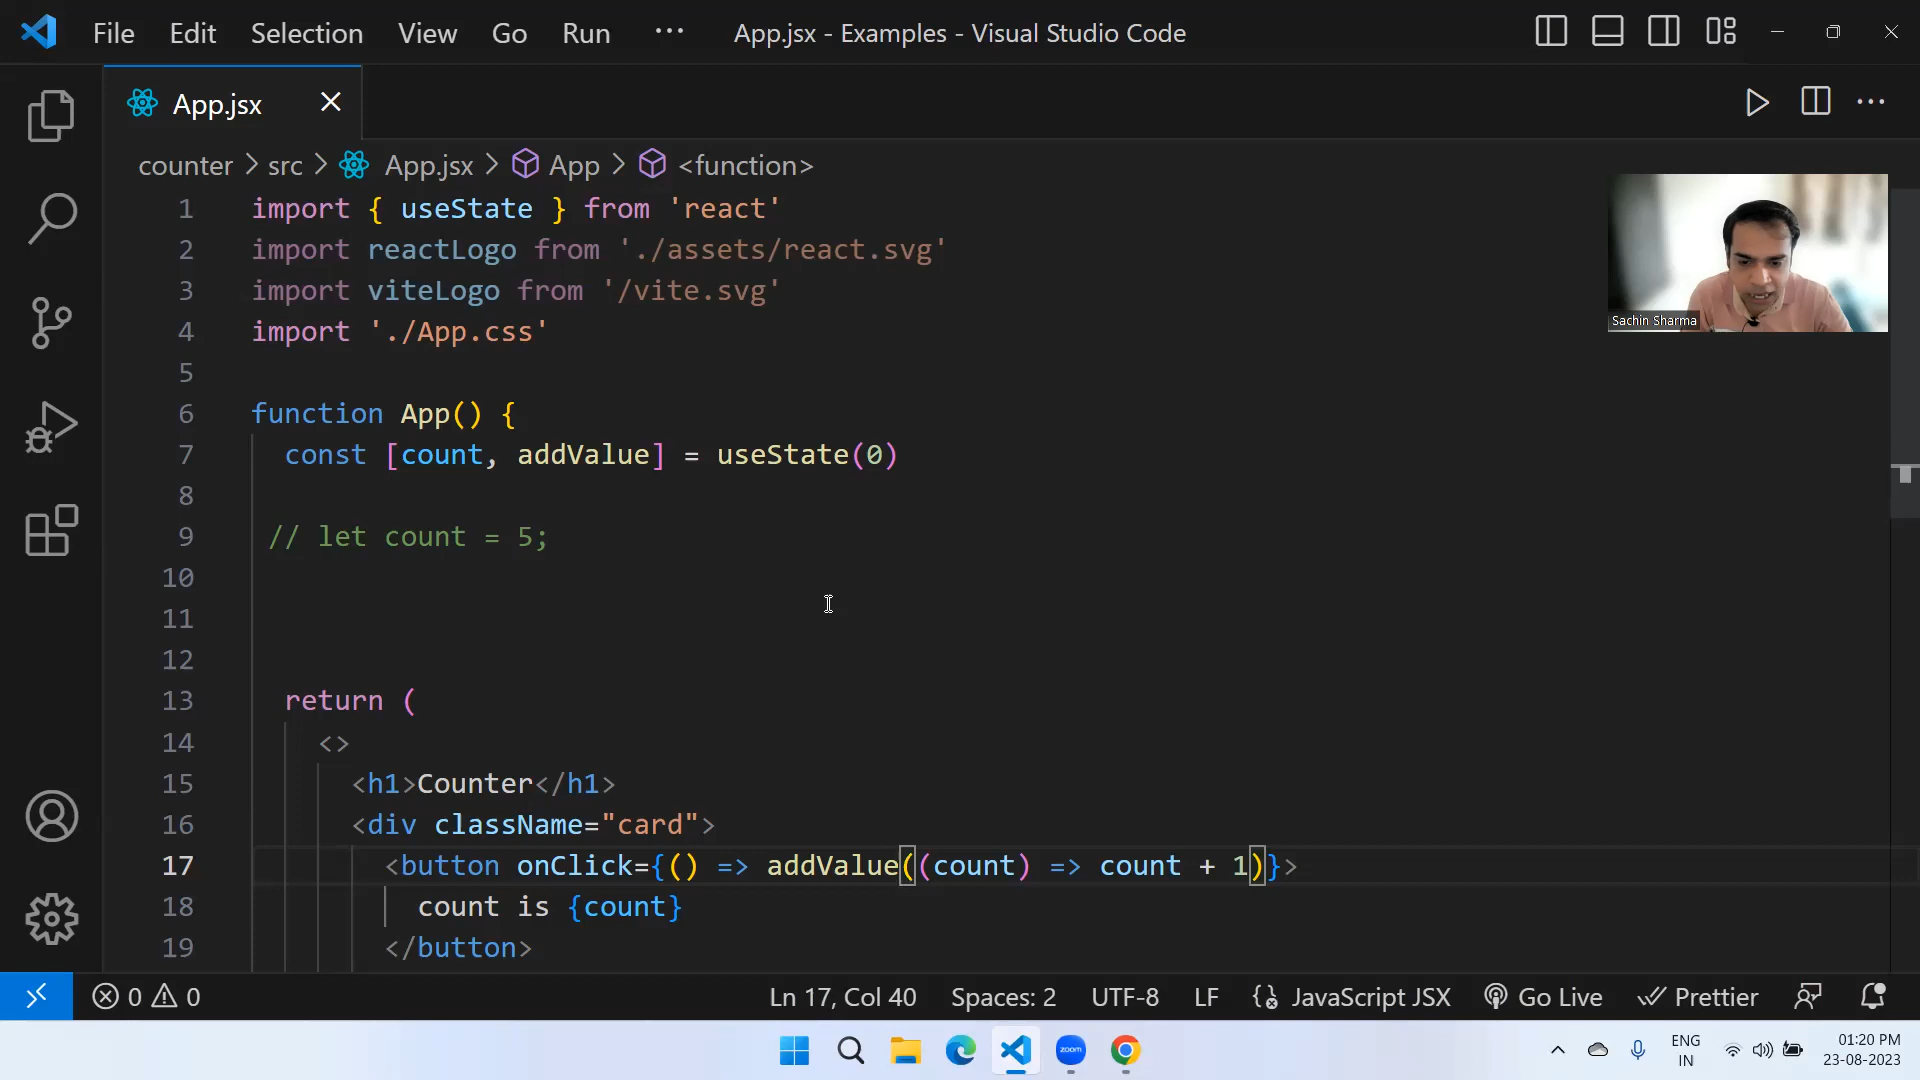 File Edit Selection View Go Run ··· App.jsx - Examples - Visual Studio Code
App.jsx
counter > src > App.jsx > App > <function>
1 import { useState } from 'react'
2 import reactLogo from './assets/react.svg'
3 import viteLogo from '/vite.svg'
4 import './App.css'
5
6 function App() {
7 const [count, addValue] = useState(0)
8
9 // let count = 5;
10
11
12
13 return (
14 <>
15 <h1>Counter</h1>
16 <div className="card">
17 <button onClick={() => addValue((count) => count + 1)}>
18 count is {count}
19 </button>
Sachin Sharma
0 0 Ln 17, Col 40 Spaces: 2 UTF-8 LF JavaScript JSX Go Live Prettier
zoom
ENG
IN
01:20 PM
23-08-2023